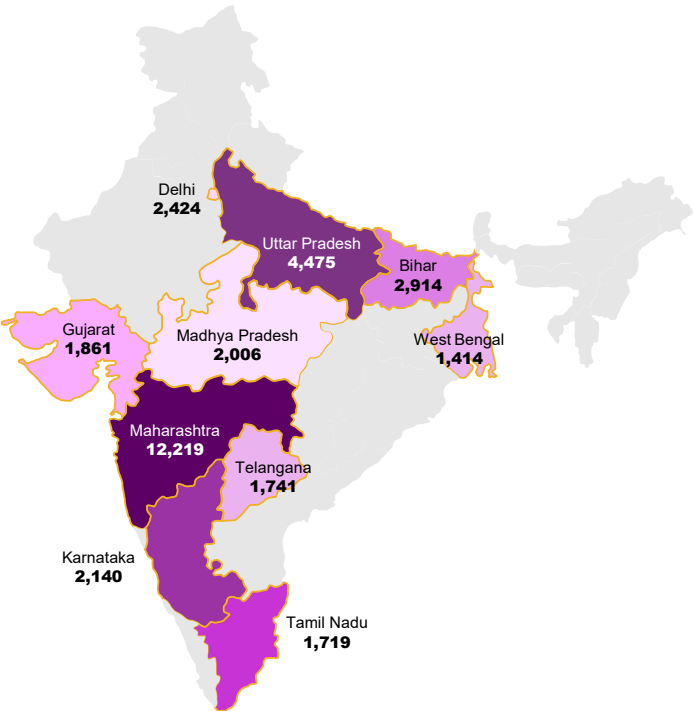 Delhi
2,424
Uttar Pradesh
4,475
Bihar
2,914
Gujarat
1,861
Madhya Pradesh
2,006
West Bengal
1,414
Maharashtra
12,219
Telangana
1,741
Karnataka
2,140
Tamil Nadu
1,719